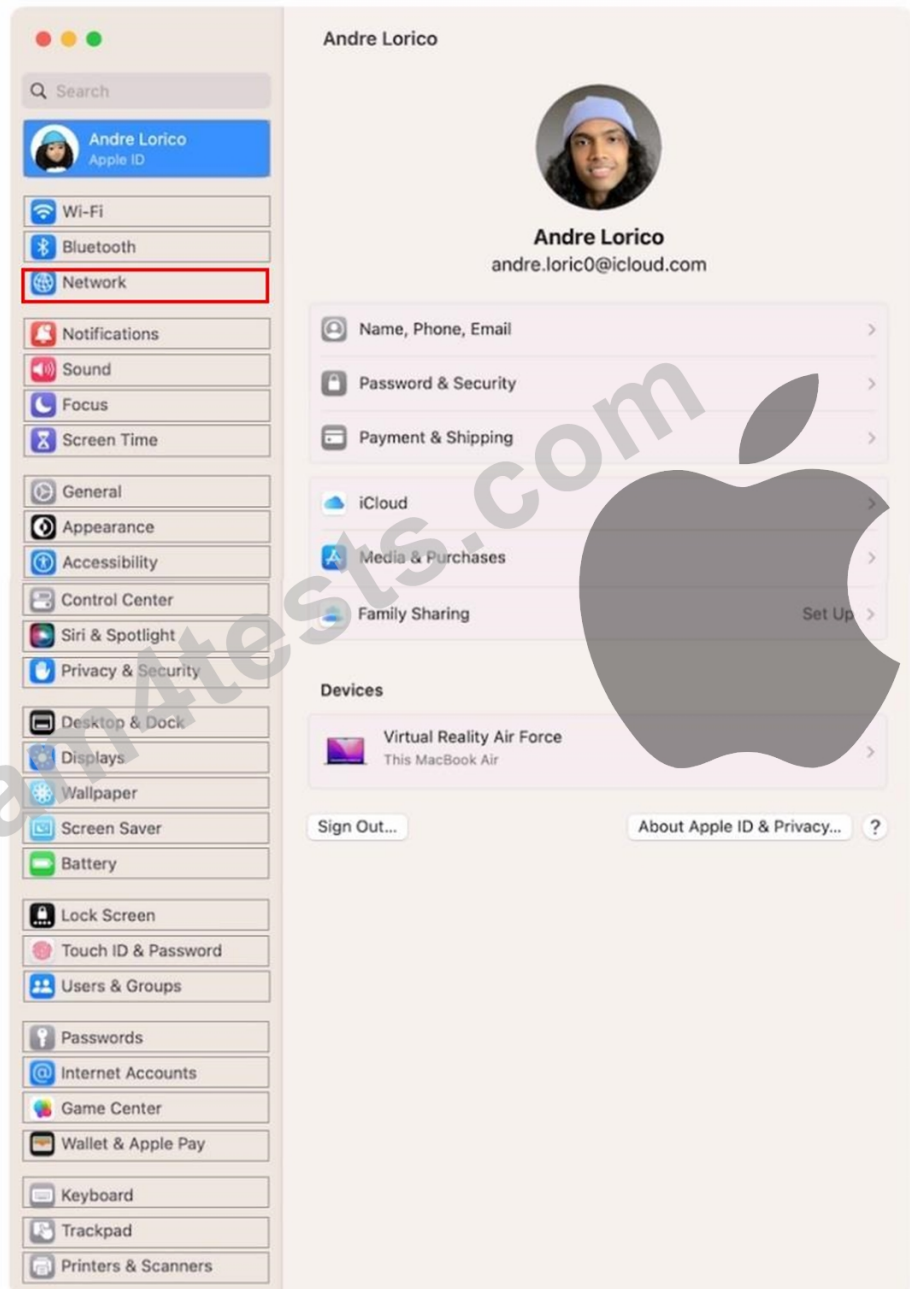 Andre Lorico
Search
Andre Lorico
Apple ID
Wi-Fi
Bluetooth
Network
Notifications
Sound
Focus
Screen Time
General
Appearance
Accessibility
Control Center
Siri & Spotlight
Privacy & Security
Desktop & Dock
Displays
Wallpaper
Screen Saver
Battery
Lock Screen
Touch ID & Password
Users & Groups
Passwords
Internet Accounts
Game Center
Wallet & Apple Pay
Keyboard
Trackpad
Printers & Scanners
Andre Lorico
andre.loric0@icloud.com
Name, Phone, Email
Password & Security
Payment & Shipping
iCloud
Media & Purchases
Family Sharing Set Up
Devices
Virtual Reality Air Force
This MacBook Air
Sign Out... About Apple ID & Privacy... ?
am4tests.com